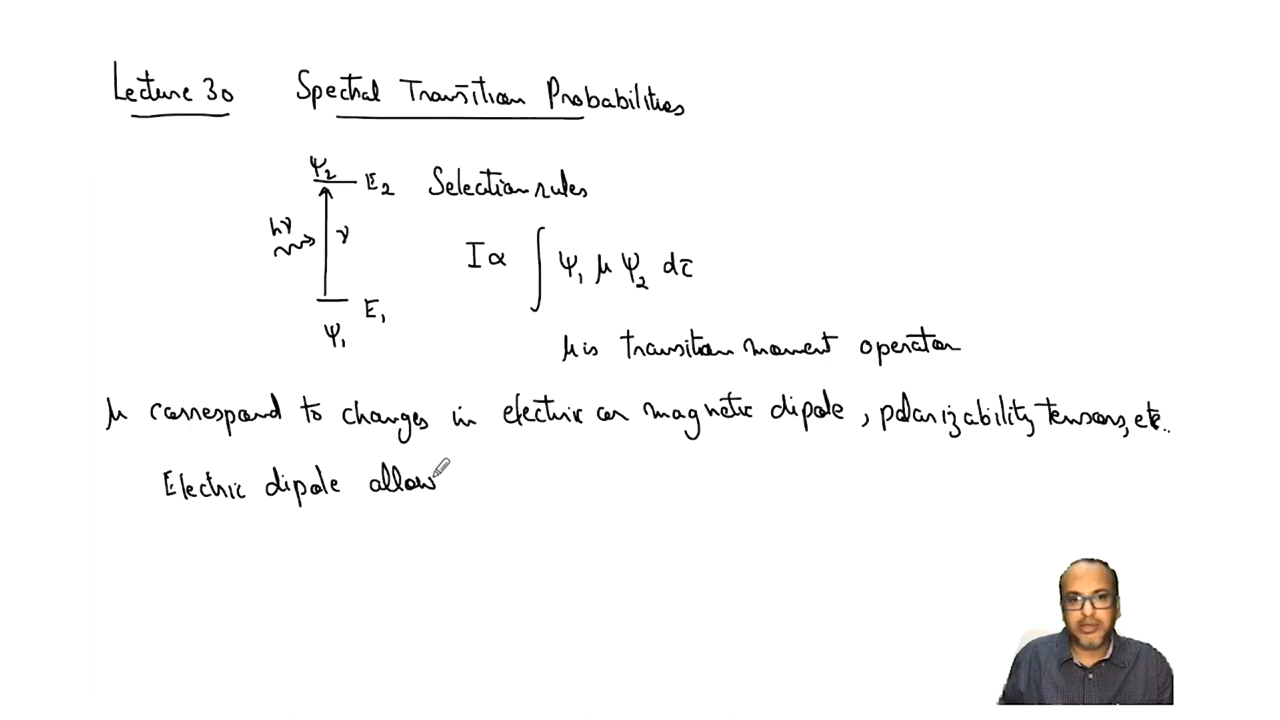 Lecture 30 Spectral Transition Probabilities
Ψ₂ E₂ Selection rules
hν ν I ∝ ∫ Ψ₁ μ Ψ₂ dτ
Ψ₁ E₁
μ is transition moment operator
μ correspond to changes in electric or magnetic dipole, polarizability tensors, etc..
Electric dipole allow